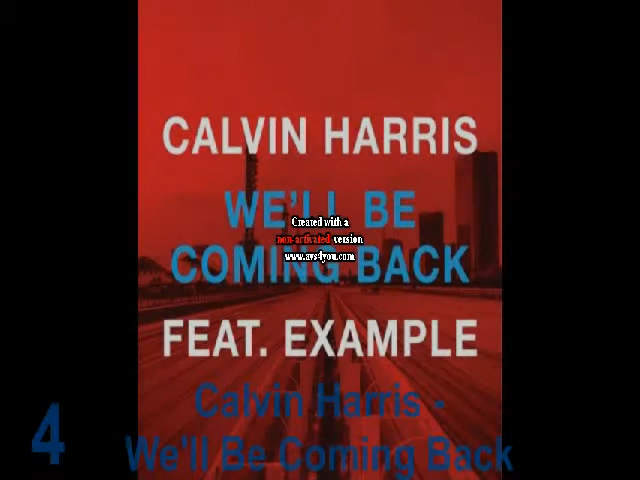 CALVIN HARRIS
WE'LL BE
Created with a
non-activated version
www.avs4you.com
COMING BACK
FEAT. EXAMPLE
Calvin Harris -
4
We'll Be Coming Back